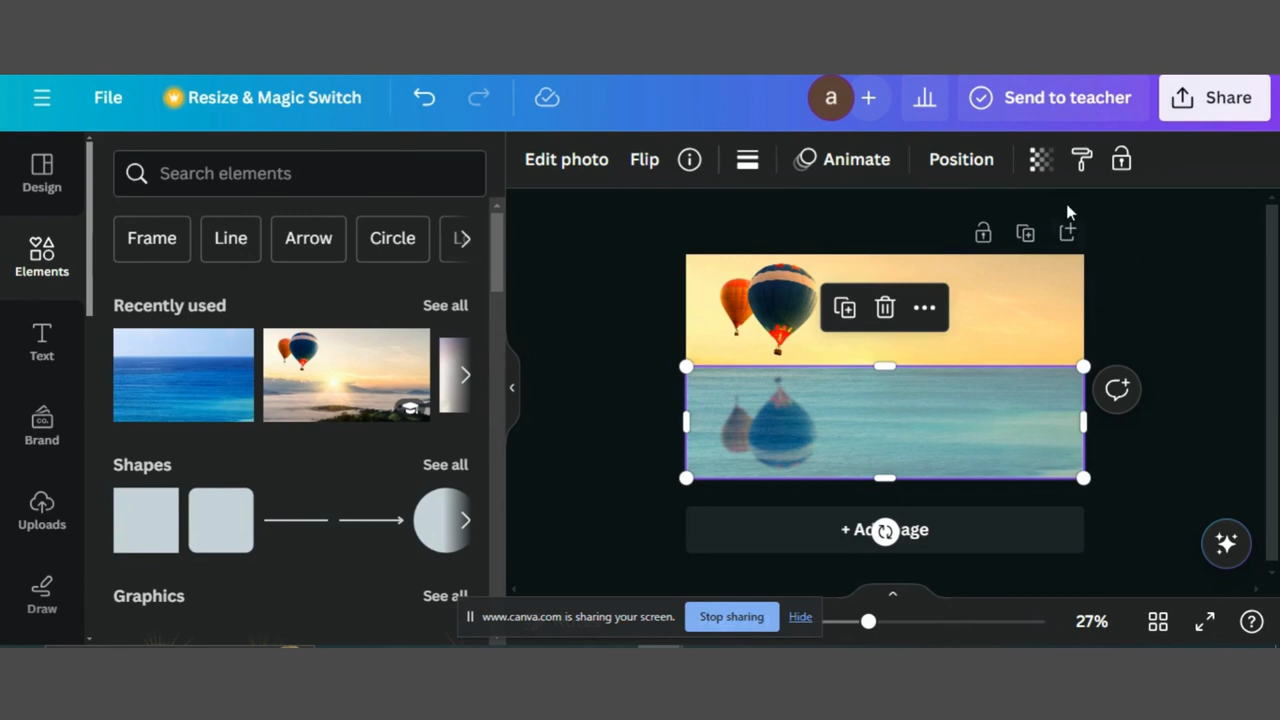 File
Resize & Magic Switch
a
Send to teacher
Share
Design
Elements
Text
Brand
CO.
Uploads
Draw
Search elements
Frame
Line
Arrow
Circle
Recently used
See all
Shapes
See all
Graphics
See all
Edit photo
Flip
Animate
Position
www.canva.com is sharing your screen.
Stop sharing
Hide
27%